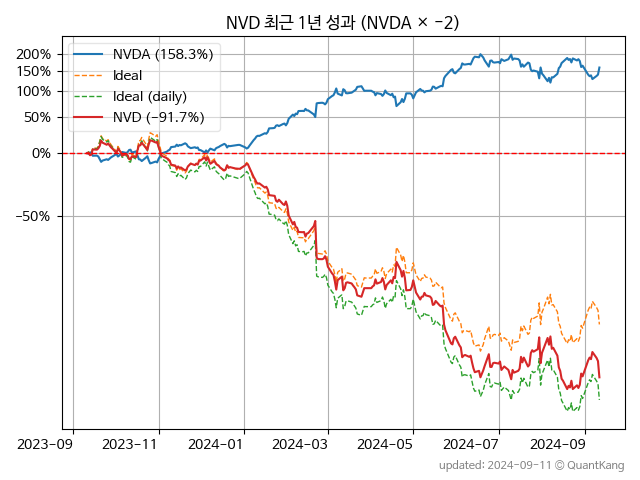 NVD 최근 1년 성과 (NVDA × −2)
NVDA (158.3%)
Ideal
Ideal (daily)
NVD (−91.7%)
200%
150%
100%
50%
0%
−50%
2023-09
2023-11
2024-01
2024-03
2024-05
2024-07
2024-09
updated: 2024-09-11 © QuantKang